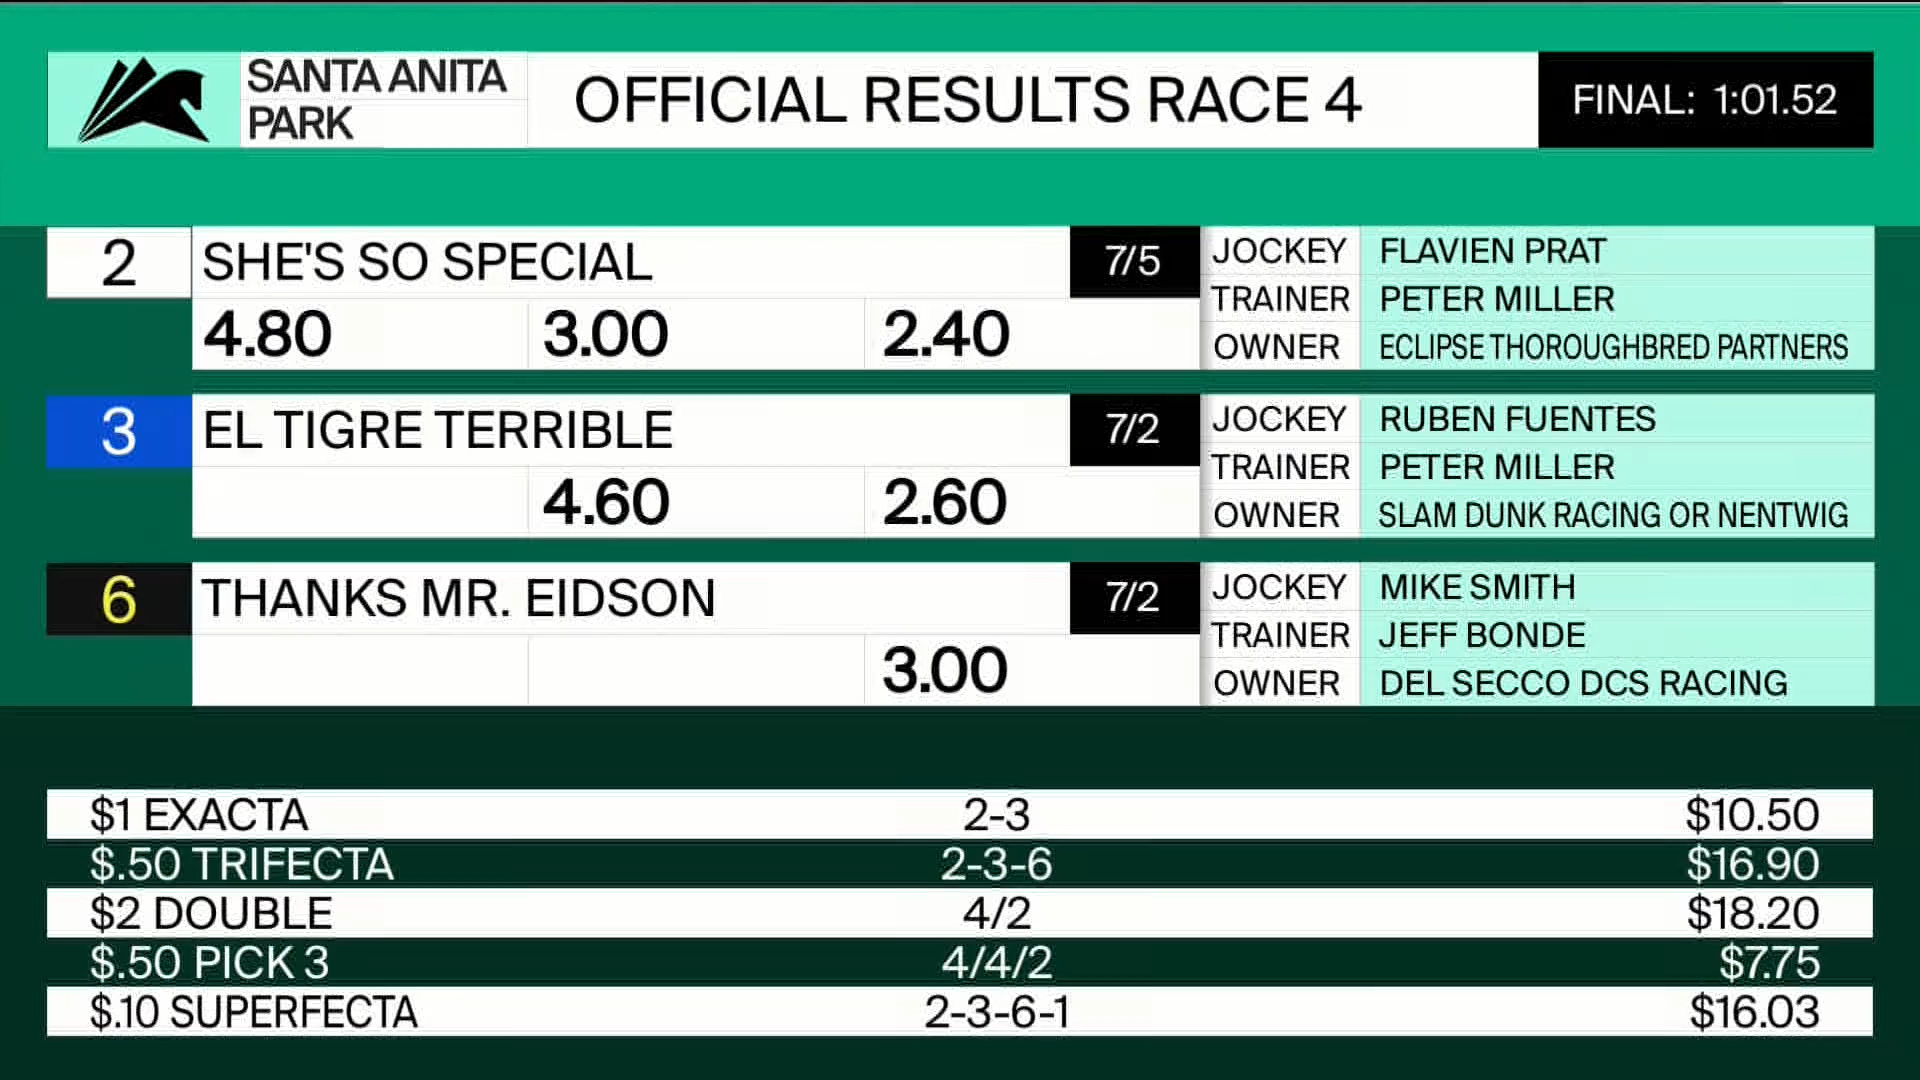 SANTA ANITA
PARK
OFFICIAL RESULTS RACE 4
FINAL: 1:01.52
2 SHE'S SO SPECIAL 7/5
4.80 3.00 2.40
JOCKEY FLAVIEN PRAT
TRAINER PETER MILLER
OWNER ECLIPSE THOROUGHBRED PARTNERS
3 EL TIGRE TERRIBLE 7/2
4.60 2.60
JOCKEY RUBEN FUENTES
TRAINER PETER MILLER
OWNER SLAM DUNK RACING OR NENTWIG
6 THANKS MR. EIDSON 7/2
3.00
JOCKEY MIKE SMITH
TRAINER JEFF BONDE
OWNER DEL SECCO DCS RACING
$1 EXACTA 2-3 $10.50
$.50 TRIFECTA 2-3-6 $16.90
$2 DOUBLE 4/2 $18.20
$.50 PICK 3 4/4/2 $7.75
$.10 SUPERFECTA 2-3-6-1 $16.03